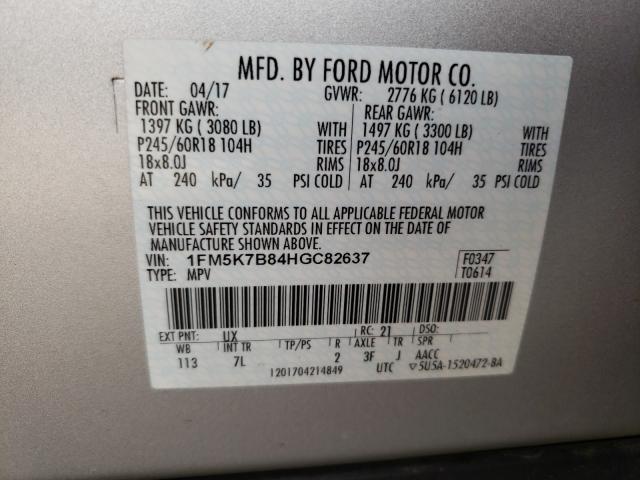 MFD. BY FORD MOTOR CO.
DATE: 04/17 GVWR: 2776 KG ( 6120 LB)
FRONT GAWR: REAR GAWR:
1397 KG ( 3080 LB) WITH 1497 KG ( 3300 LB) WITH
P245/60R18 104H TIRES P245/60R18 104H TIRES
18x8.0J RIMS 18x8.0J RIMS
AT 240 kPa/ 35 PSI COLD AT 240 kPa/ 35 PSI COLD
THIS VEHICLE CONFORMS TO ALL APPLICABLE FEDERAL MOTOR
VEHICLE SAFETY STANDARDS IN EFFECT ON THE DATE OF
MANUFACTURE SHOWN ABOVE.
VIN: 1FM5K7B84HGC82637 F0347
TYPE: MPV T0614
EXT PNT: UX RC: 21 DSO:
WB INT TR TP/PS R AXLE TR SPR
113 7L 2 3F J AACC
1201704214849 UTC ▽5U5A-1520472-BA